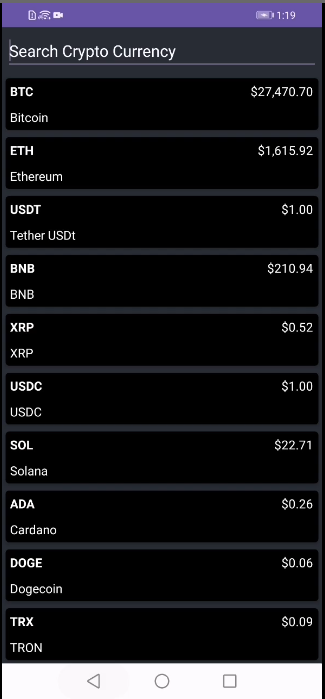 1:19
Search Crypto Currency
BTC $27,470.70
Bitcoin
ETH $1,615.92
Ethereum
USDT $1.00
Tether USDt
BNB $210.94
BNB
XRP $0.52
XRP
USDC $1.00
USDC
SOL $22.71
Solana
ADA $0.26
Cardano
DOGE $0.06
Dogecoin
TRX $0.09
TRON